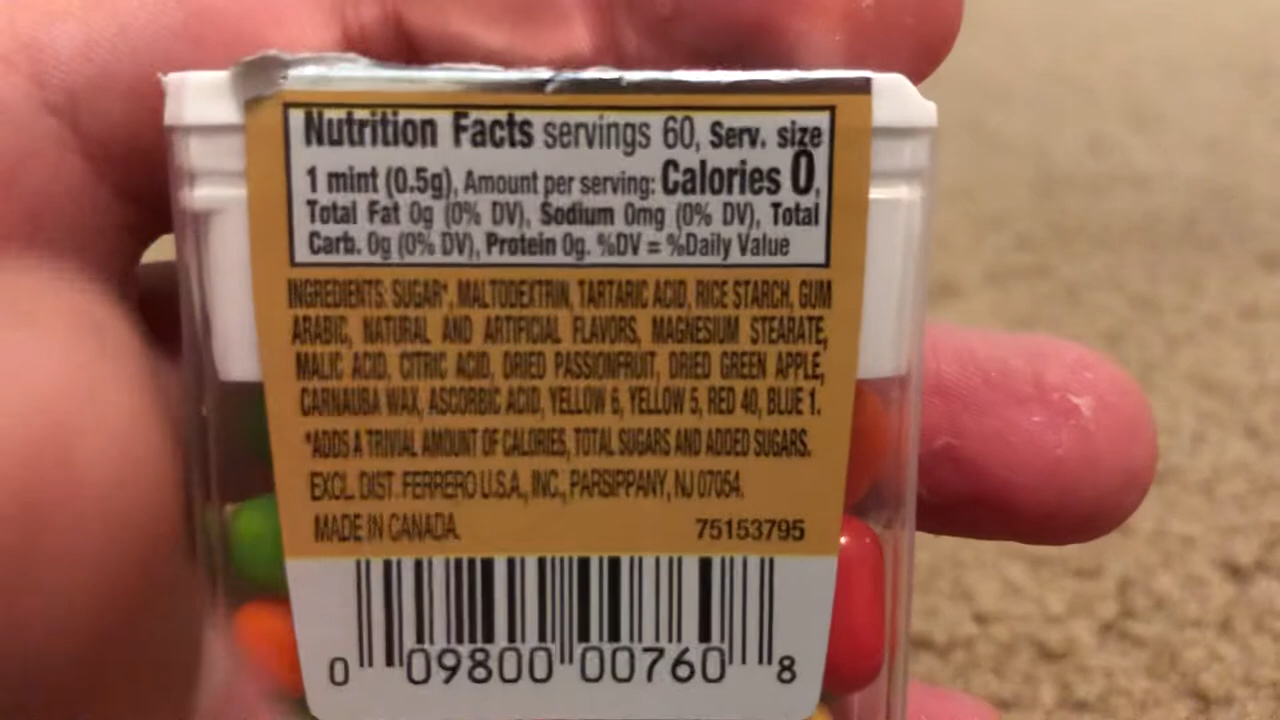 Nutrition Facts servings 60, Serv. size
1 mint (0.5g), Amount per serving: Calories 0,
Total Fat 0g (0% DV), Sodium 0mg (0% DV), Total
Carb. 0g (0% DV), Protein 0g. %DV = %Daily Value
INGREDIENTS: SUGAR*, MALTODEXTRIN, TARTARIC ACID, RICE STARCH, GUM
ARABIC, NATURAL AND ARTIFICIAL FLAVORS, MAGNESIUM STEARATE,
MALIC ACID, CITRIC ACID, DRIED PASSIONFRUIT, DRIED GREEN APPLE,
CARNAUBA WAX, ASCORBIC ACID, YELLOW 6, YELLOW 5, RED 40, BLUE 1.
*ADDS A TRIVIAL AMOUNT OF CALORIES, TOTAL SUGARS AND ADDED SUGARS.
EXCL. DIST. FERRERO U.S.A., INC., PARSIPPANY, NJ 07054.
MADE IN CANADA. 75153795
0 09800 00760 8